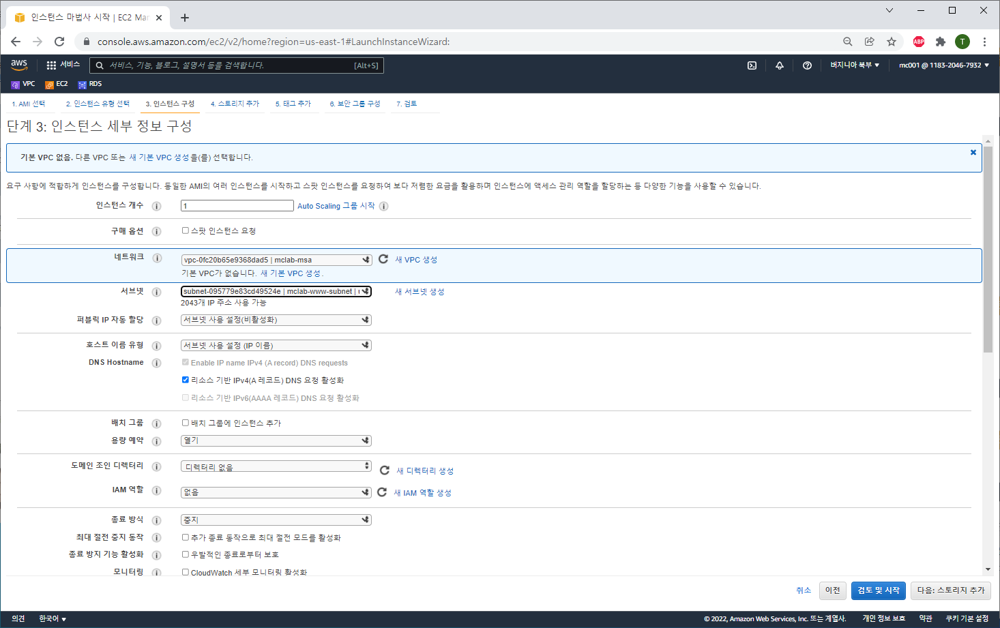 인스턴스 마법사 시작 | EC2 Mar
console.aws.amazon.com/ec2/v2/home?region=us-east-1#LaunchInstanceWizard:
ABP
T
aws
서비스
서비스, 기능, 블로그, 설명서 등을 검색합니다.
[Alt+S]
버지니아 북부
mc001 @ 1183-2046-7932
VPC
EC2
RDS
1. AMI 선택
2. 인스턴스 유형 선택
3. 인스턴스 구성
4. 스토리지 추가
5. 태그 추가
6. 보안 그룹 구성
7. 검토
단계 3: 인스턴스 세부 정보 구성
기본 VPC 없음. 다른 VPC 또는 새 기본 VPC 생성을(를) 선택합니다.
요구 사항에 적합하게 인스턴스를 구성합니다. 동일한 AMI의 여러 인스턴스를 시작하고 스팟 인스턴스를 요청하여 보다 저렴한 요금을 활용하며 인스턴스에 액세스 관리 역할을 할당하는 등 다양한 기능을 사용할 수 있습니다.
인스턴스 개수
1
Auto Scaling 그룹 시작
구매 옵션
스팟 인스턴스 요청
네트워크
vpc-0fc20b65e9368dad5 | mclab-msa
새 VPC 생성
기본 VPC가 없습니다. 새 기본 VPC 생성.
서브넷
subnet-095779e83cd49524e | mclab-www-subnet |
새 서브넷 생성
2043개 IP 주소 사용 가능
퍼블릭 IP 자동 할당
서브넷 사용 설정(비활성화)
호스트 이름 유형
서브넷 사용 설정 (IP 이름)
DNS Hostname
Enable IP name IPv4 (A record) DNS requests
리소스 기반 IPv4(A 레코드) DNS 요청 활성화
리소스 기반 IPv6(AAAA 레코드) DNS 요청 활성화
배치 그룹
배치 그룹에 인스턴스 추가
용량 예약
열기
도메인 조인 디렉터리
디렉터리 없음
새 디렉터리 생성
IAM 역할
없음
새 IAM 역할 생성
종료 방식
중지
최대 절전 중지 동작
추가 종료 동작으로 최대 절전 모드를 활성화
종료 방지 기능 활성화
우발적인 종료로부터 보호
모니터링
CloudWatch 세부 모니터링 활성화
취소
이전
검토 및 시작
다음: 스토리지 추가
의견
한국어
© 2022, Amazon Web Services, Inc. 또는 계열사.
개인 정보 보호
약관
쿠키 기본 설정